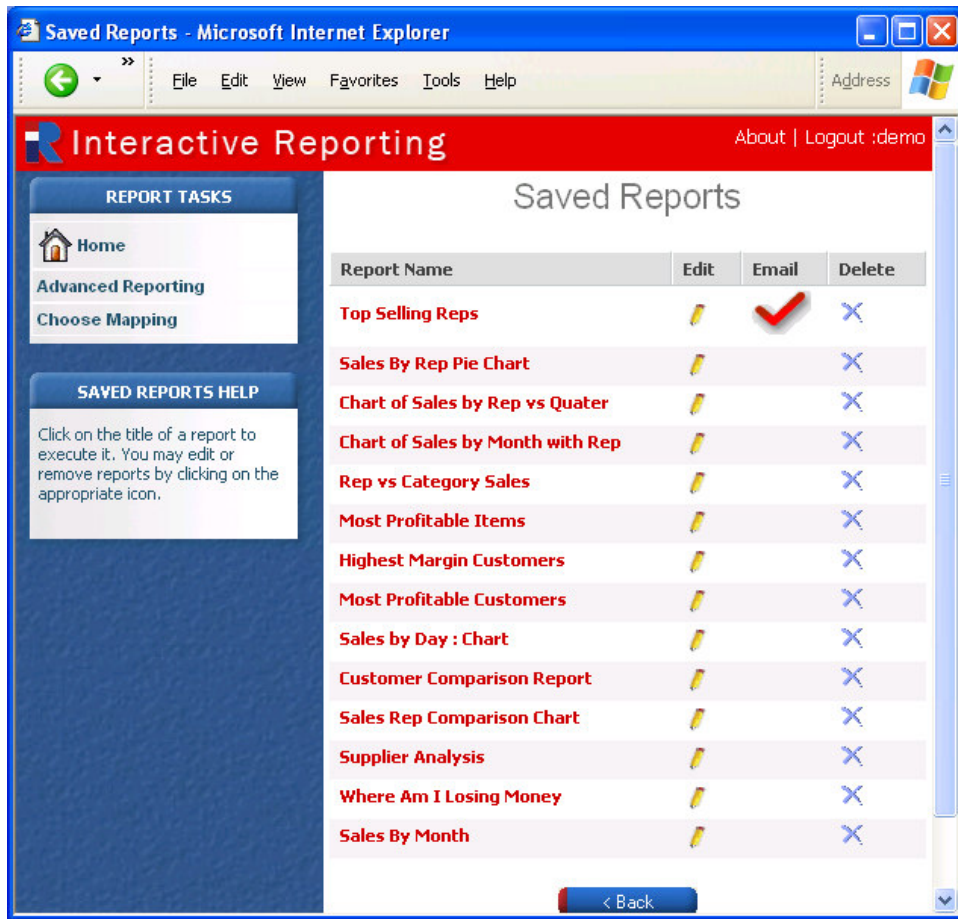 Saved Reports - Microsoft Internet Explorer
» File Edit View Favorites Tools Help Address
Interactive Reporting
About | Logout :demo
REPORT TASKS
Home
Advanced Reporting
Choose Mapping
SAVED REPORTS HELP
Click on the title of a report to
execute it. You may edit or
remove reports by clicking on the
appropriate icon.
Saved Reports
Report Name Edit Email Delete
Top Selling Reps
Sales By Rep Pie Chart
Chart of Sales by Rep vs Quater
Chart of Sales by Month with Rep
Rep vs Category Sales
Most Profitable Items
Highest Margin Customers
Most Profitable Customers
Sales by Day : Chart
Customer Comparison Report
Sales Rep Comparison Chart
Supplier Analysis
Where Am I Losing Money
Sales By Month
< Back